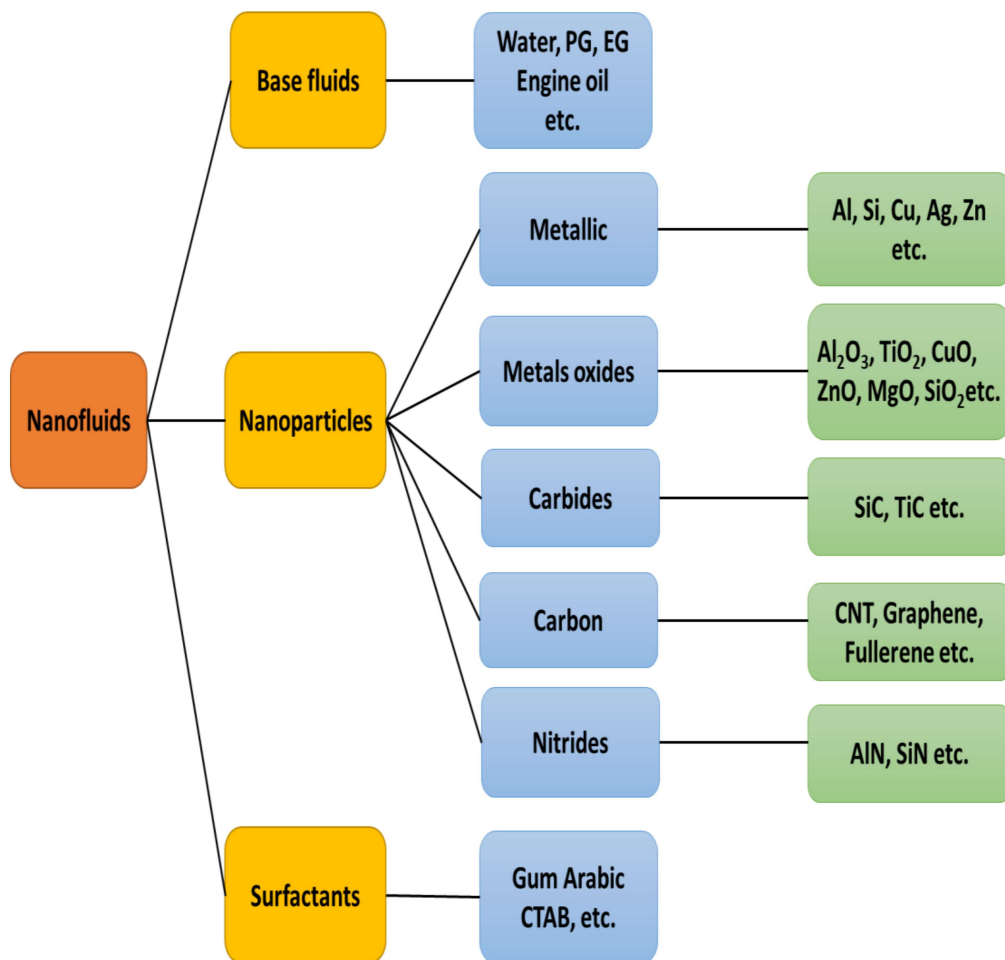 Water, PG, EG
Engine oil
etc.
Base fluids
Metallic
Al, Si, Cu, Ag, Zn
etc.
Nanofluids
Nanoparticles
Metals oxides
Al₂O₃, TiO₂, CuO,
ZnO, MgO, SiO₂etc.
Carbides
SiC, TiC etc.
Carbon
CNT, Graphene,
Fullerene etc.
Nitrides
AlN, SiN etc.
Surfactants
Gum Arabic
CTAB, etc.